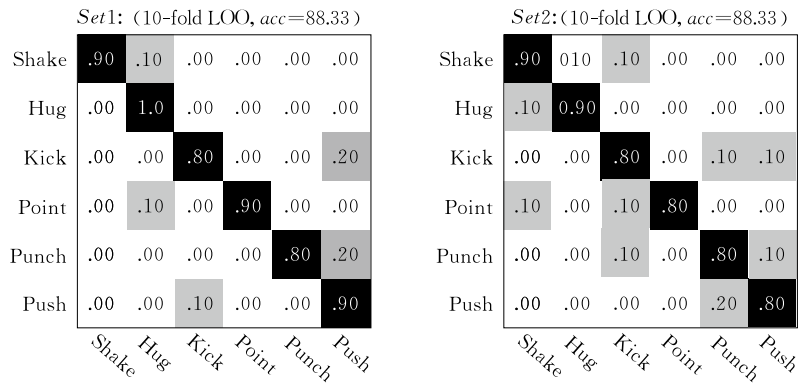 Set1: (10-fold LOO, acc=88.33)
Shake .90 .10 .00 .00 .00 .00
Hug .00 1.0 .00 .00 .00 .00
Kick .00 .00 .80 .00 .00 .20
Point .00 .10 .00 .90 .00 .00
Punch .00 .00 .00 .00 .80 .20
Push .00 .00 .10 .00 .00 .90
Shake Hug Kick Point Punch Push
Set2: (10-fold LOO, acc=88.33)
Shake .90 010 .10 .00 .00 .00
Hug .10 0.90 .00 .00 .00 .00
Kick .00 .00 .80 .00 .10 .10
Point .10 .00 .10 .80 .00 .00
Punch .00 .00 .10 .00 .80 .10
Push .00 .00 .00 .00 .20 .80
Shake Hug Kick Point Punch Push